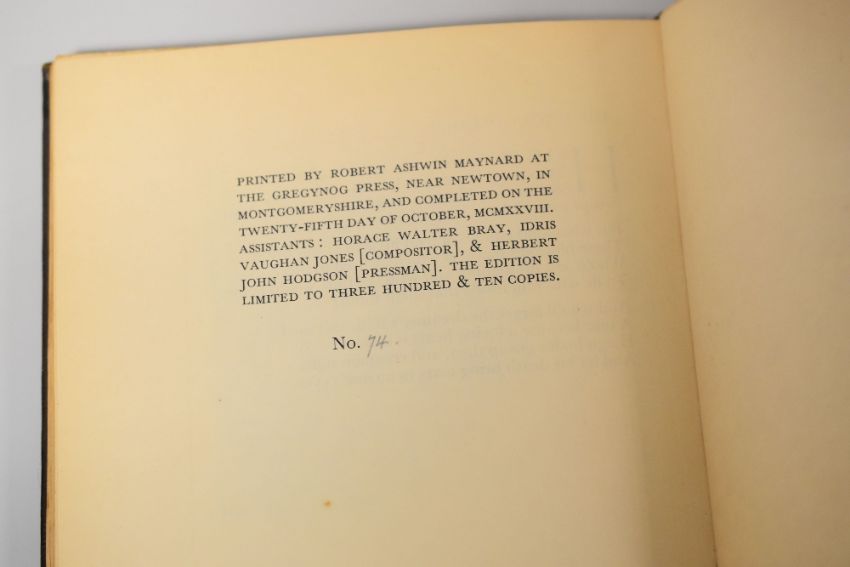 PRINTED BY ROBERT ASHWIN MAYNARD AT
THE GREGYNOG PRESS, NEAR NEWTOWN, IN
MONTGOMERYSHIRE, AND COMPLETED ON THE
TWENTY-FIFTH DAY OF OCTOBER, MCMXXVIII.
ASSISTANTS: HORACE WALTER BRAY, IDRIS
VAUGHAN JONES [COMPOSITOR], & HERBERT
JOHN HODGSON [PRESSMAN]. THE EDITION IS
LIMITED TO THREE HUNDRED & TEN COPIES.
No. 74.